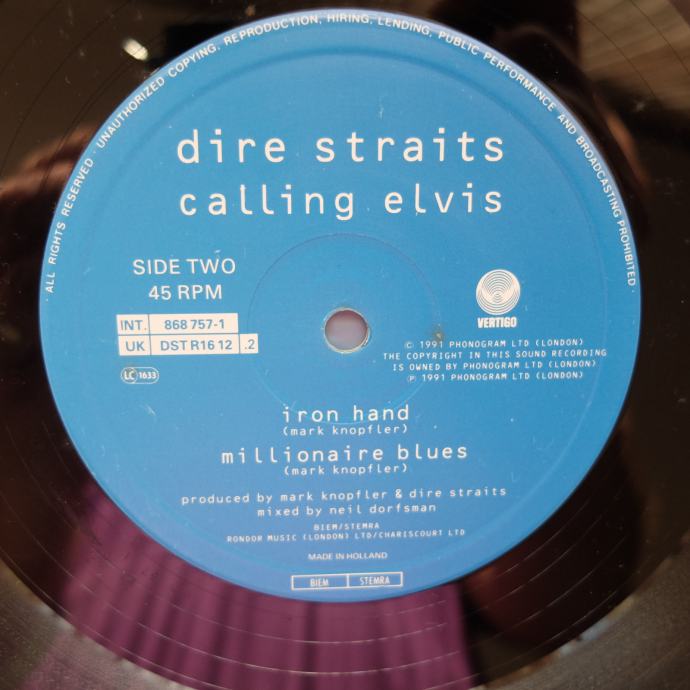 · ALL RIGHTS RESERVED · UNAUTHORIZED COPYING, REPRODUCTION, HIRING, LENDING, PUBLIC PERFORMANCE AND BROADCASTING PROHIBITED ·
dire straits
calling elvis
SIDE TWO
45 RPM
INT. 868 757-1
UK DSTR16 12 .2
LC 1633
VERTIGO
© 1991 PHONOGRAM LTD (LONDON)
THE COPYRIGHT IN THIS SOUND RECORDING
IS OWNED BY PHONOGRAM LTD (LONDON)
℗ 1991 PHONOGRAM LTD (LONDON)
iron hand
(mark knopfler)
millionaire blues
(mark knopfler)
produced by mark knopfler & dire straits
mixed by neil dorfsman
BIEM/STEMRA
RONDOR MUSIC (LONDON) LTD/CHARISCOURT LTD
MADE IN HOLLAND
BIEM STEMRA